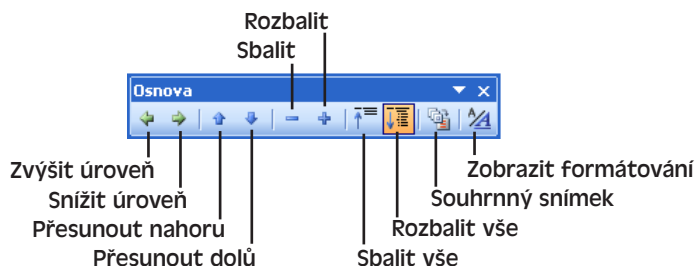 Rozbalit
Sbalit
Osnova
Zvýšit úroveň
Zobrazit formátování
Snížit úroveň
Souhrnný snímek
Přesunout nahoru
Rozbalit vše
Přesunout dolů
Sbalit vše